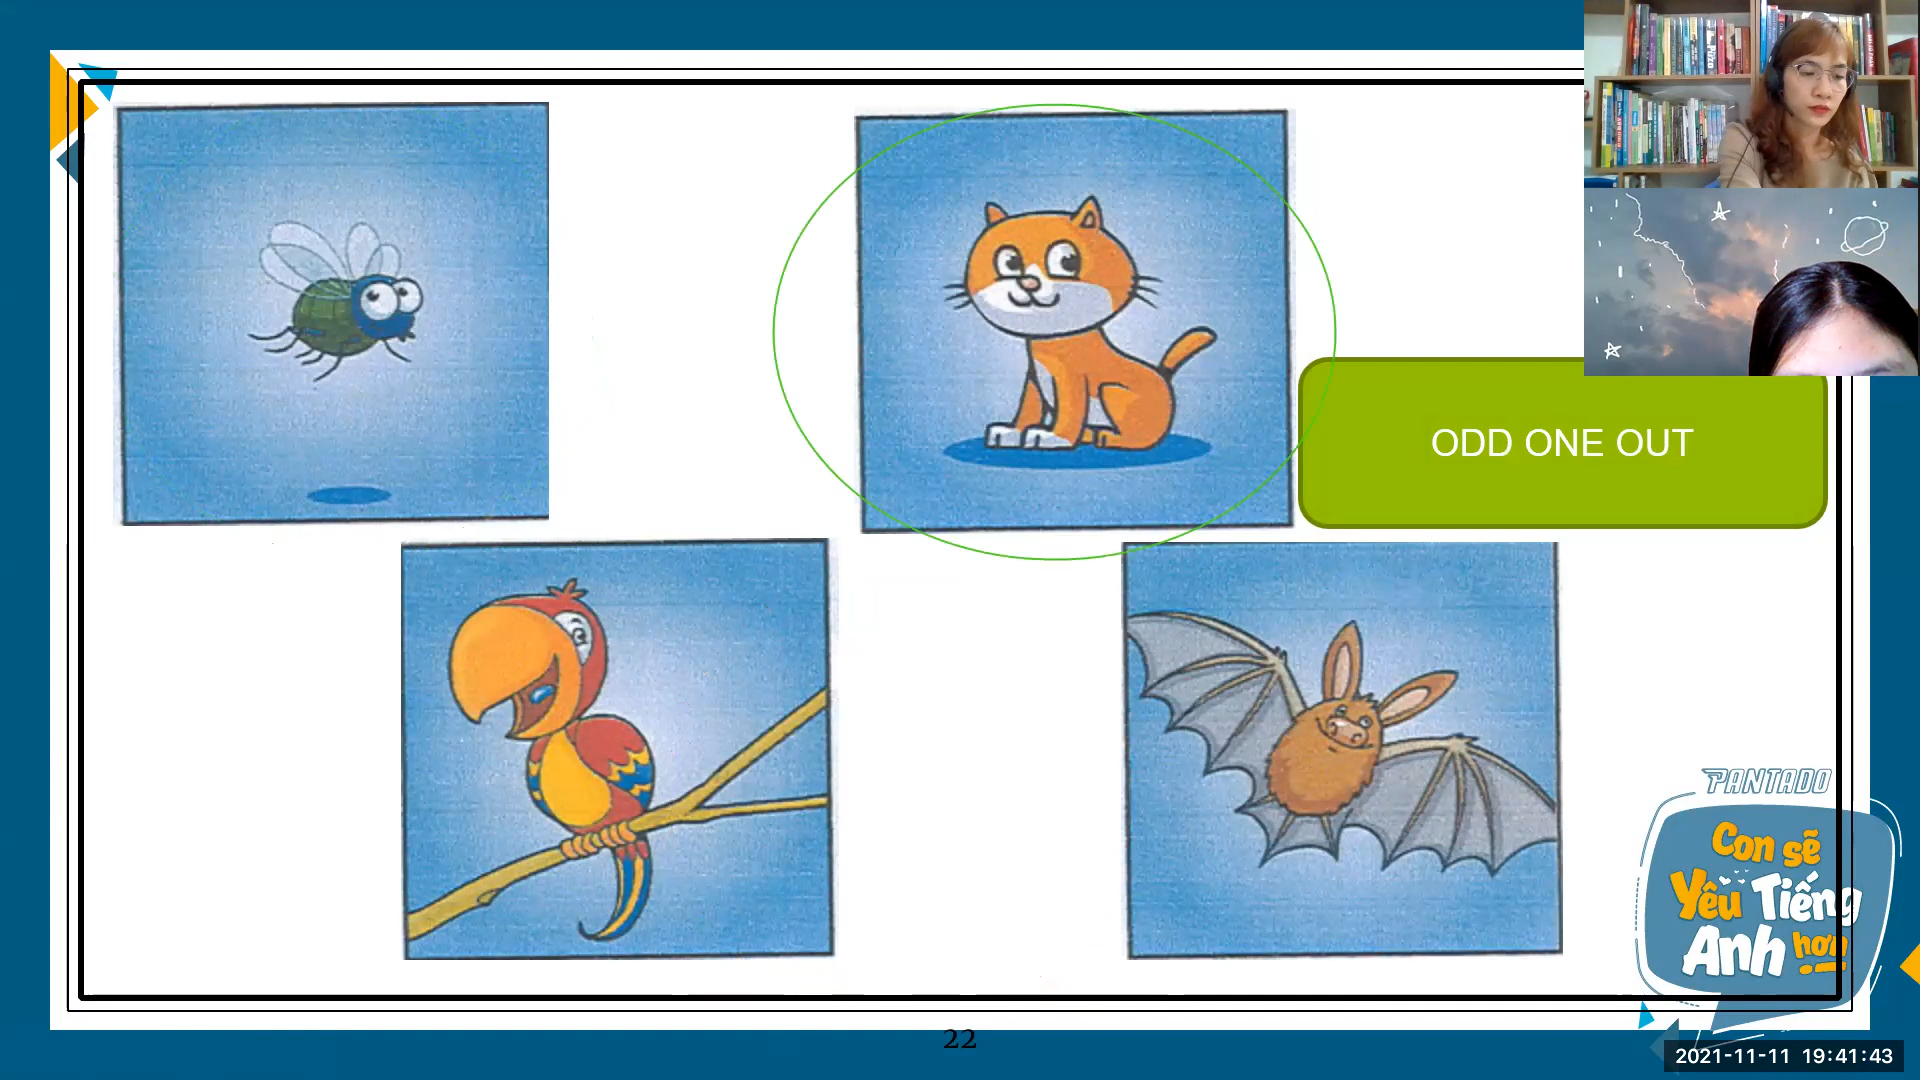 ODD ONE OUT
PANTADO
Con sẽ
Yêu Tiếng
Anh hơn
22
2021-11-11 19:41:43